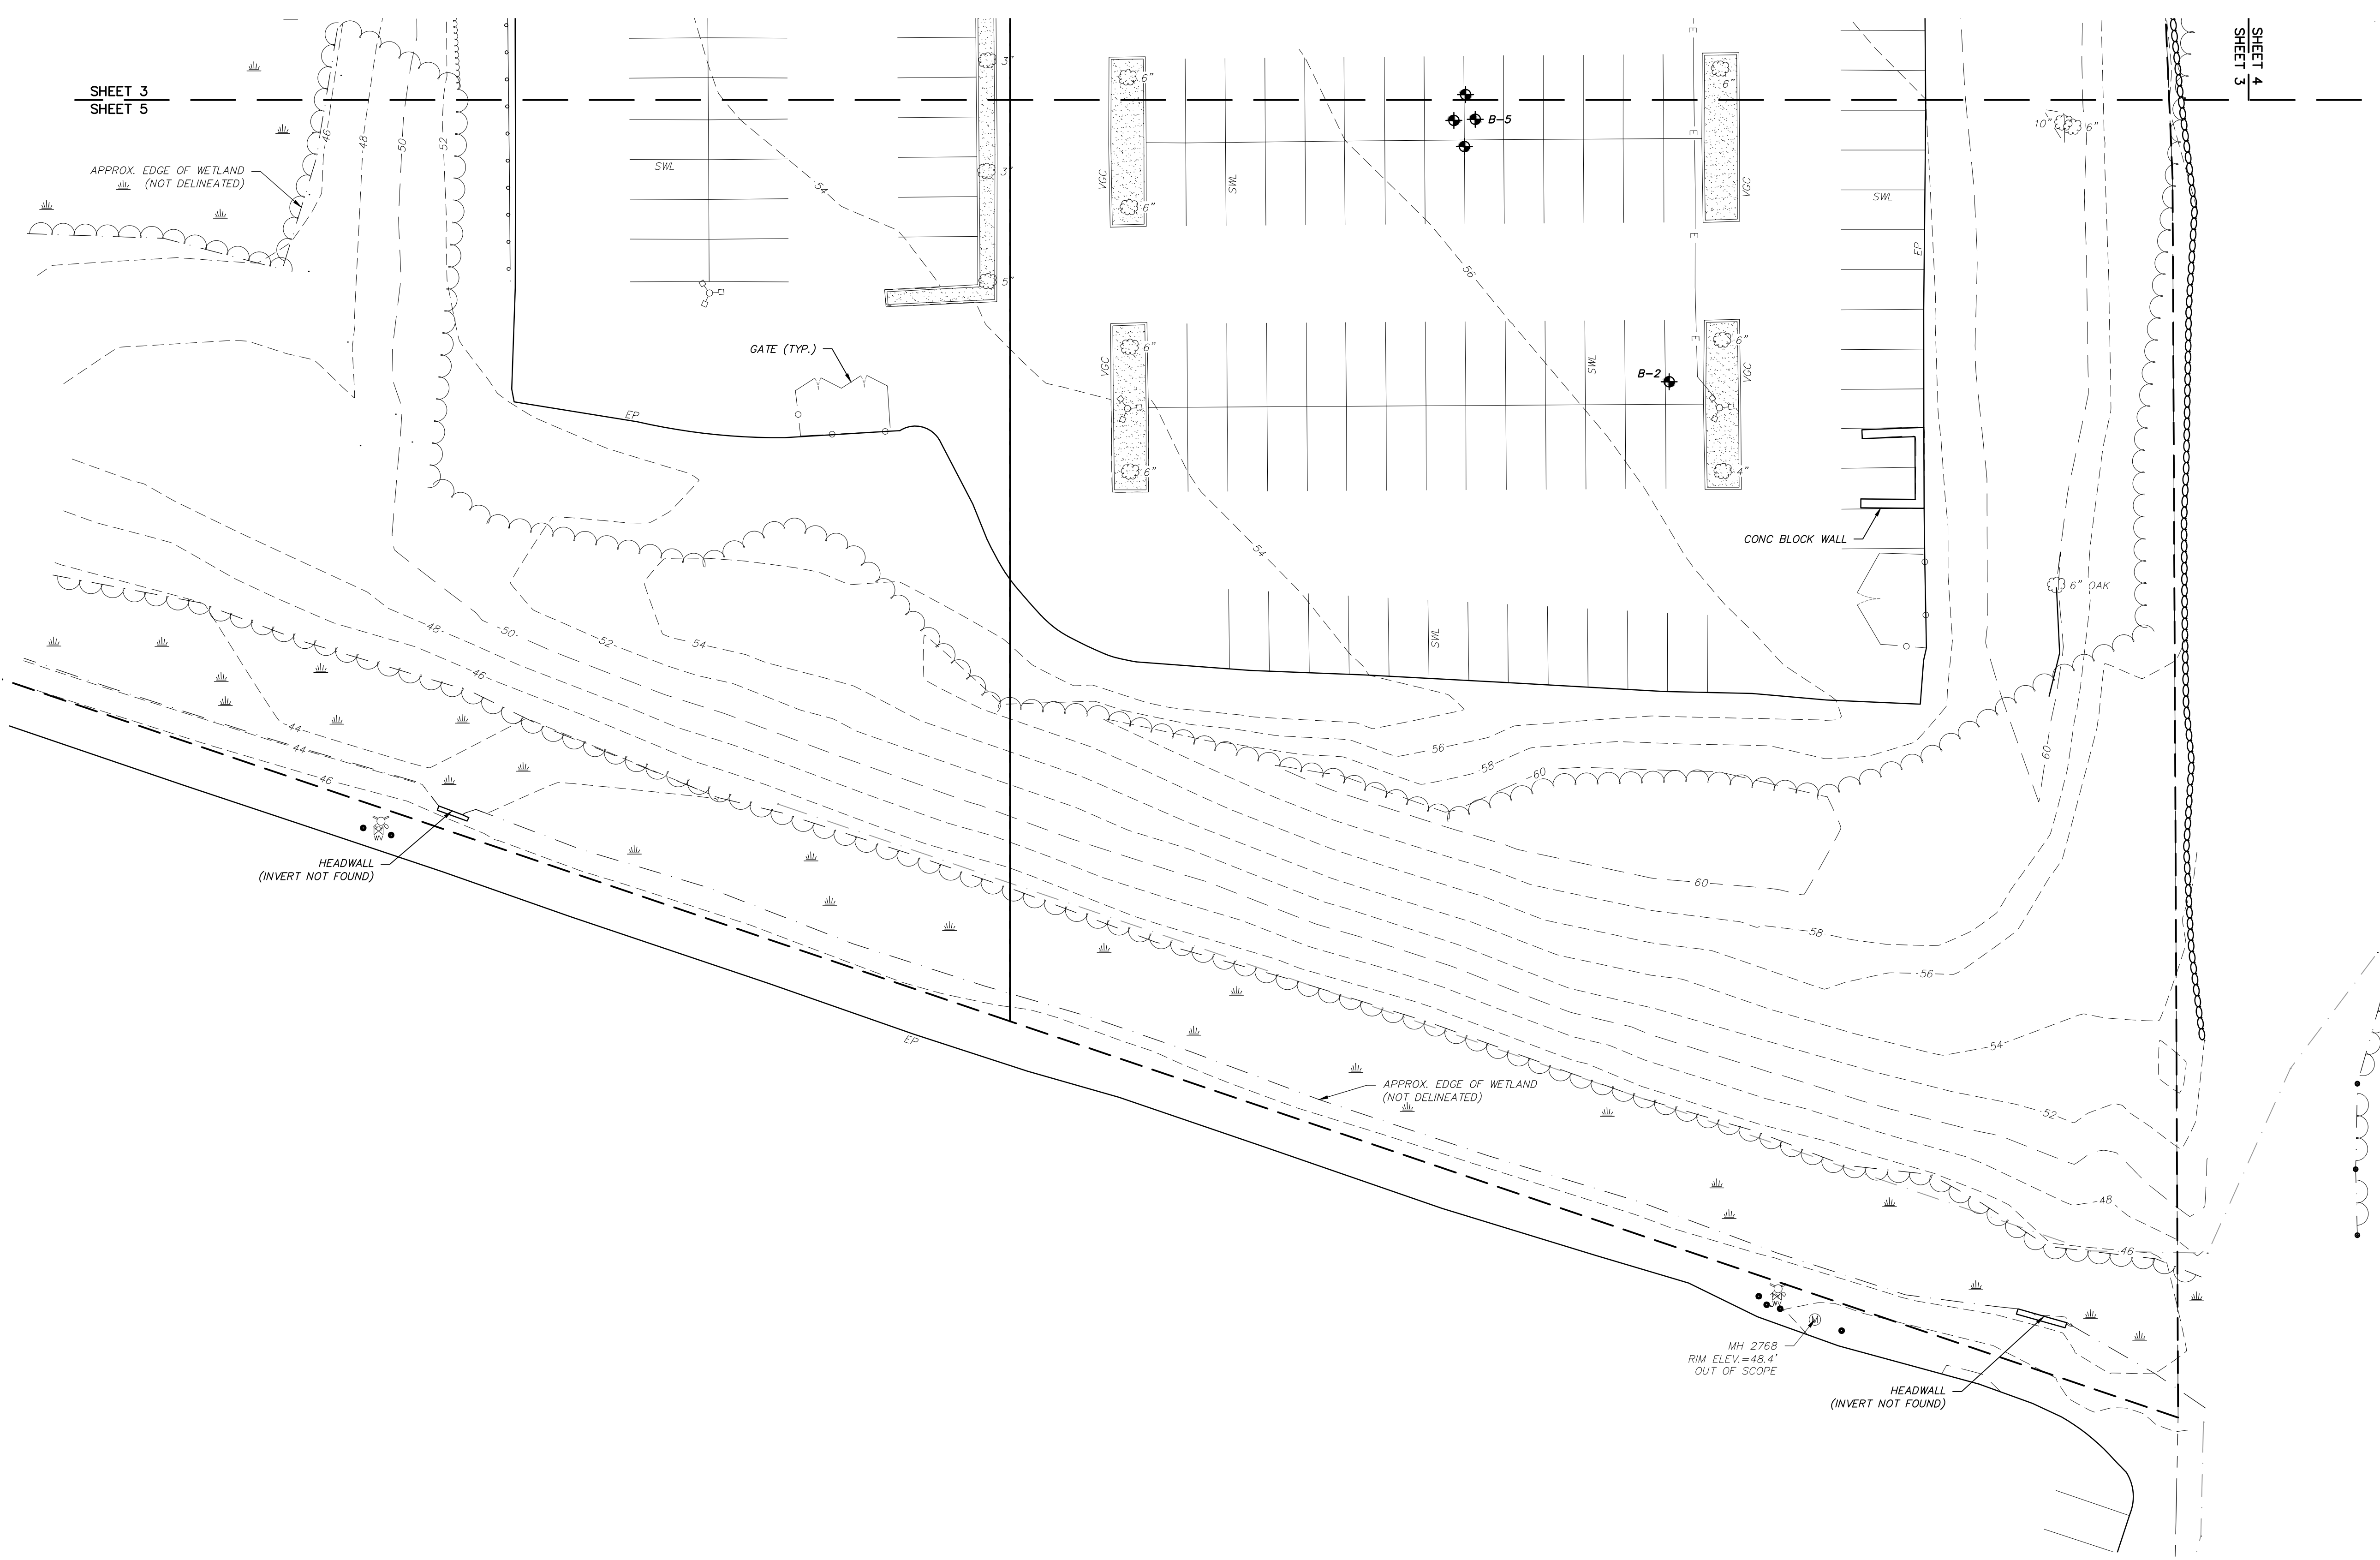 SHEET 3
SHEET 5
SHEET 4
SHEET 3
APPROX. EDGE OF WETLAND
(NOT DELINEATED)
46
48
50
52
SWL
54
3"
3"
5"
6"
6"
VGC
SWL
B-5
E
E
E
E
6"
VGC
56
SWL
EP
10"
6"
GATE (TYP.)
EP
VGC
6"
6"
SWL
B-2
6"
4"
VGC
CONC BLOCK WALL
54
SWL
6" OAK
48
50
52
54
46
44
44
46
56
58
60
60
60
58
56
54
52
48
46
HEADWALL
(INVERT NOT FOUND)
WV
EP
APPROX. EDGE OF WETLAND
(NOT DELINEATED)
WV
M
MH 2768
RIM ELEV.=48.4'
OUT OF SCOPE
HEADWALL
(INVERT NOT FOUND)